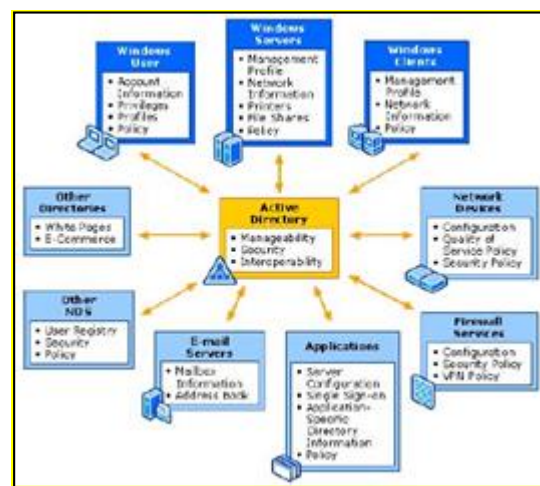 Windows
User
• Account
Information
• Privileges
• Profiles
• Policy
Windows
Servers
• Management
Profile
• Network
Information
• Printers
• File Shares
• Policy
Windows
Clients
• Management
Profile
• Network
Information
• Policy
Other
Directories
• White Pages
• E-Commerce
Active
Directory
• Manageability
• Security
• Interoperability
Network
Devices
• Configuration
• Quality of
Service Policy
• Security Policy
Other
NOS
• User Registry
• Security
• Policy
E-mail
Servers
• Mailbox
Information
• Address Book
Applications
• Server
Configuration
• Single Sign-on
• Application-
Specific
Directory
Information
• Policy
Firewall
Services
• Configuration
• Security Policy
• VPN Policy